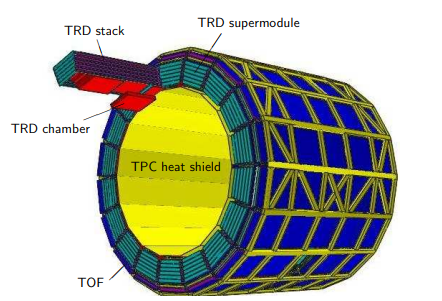 TRD supermodule
TRD stack
TRD chamber
TPC heat shield
TOF